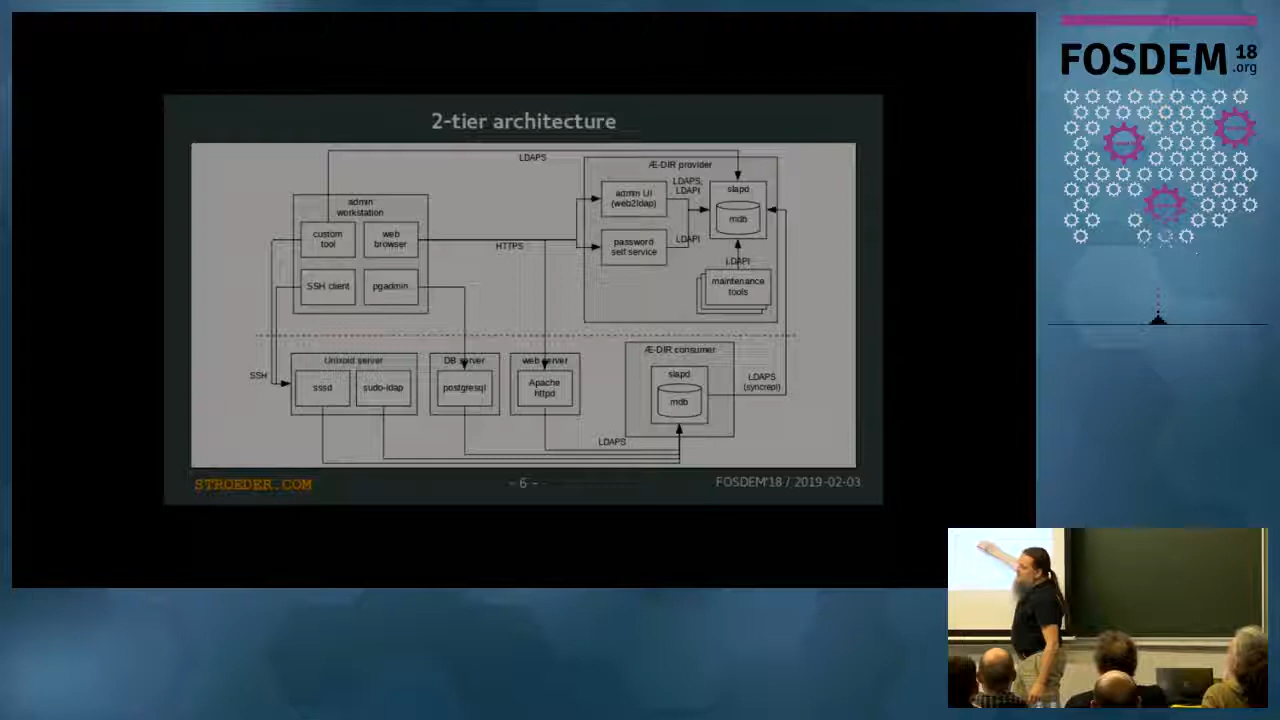 2-tier architecture
LDAPS
Æ-DIR provider
admin
workstation
custom
tool
web
browser
SSH client
pgadmin
HTTPS
admin UI
(web2ldap)
LDAPS,
LDAPI
slapd
mdb
password
self service
LDAPI
LDAPI
maintenance
tools
SSH
Unixoid server
sssd
sudo-ldap
DB server
postgresql
web server
Apache
httpd
Æ-DIR consumer
slapd
mdb
LDAPS
(syncrepl)
LDAPS
STROEDER.COM
- 6 -
FOSDEM'18 / 2019-02-03
FOSDEM 18
.org